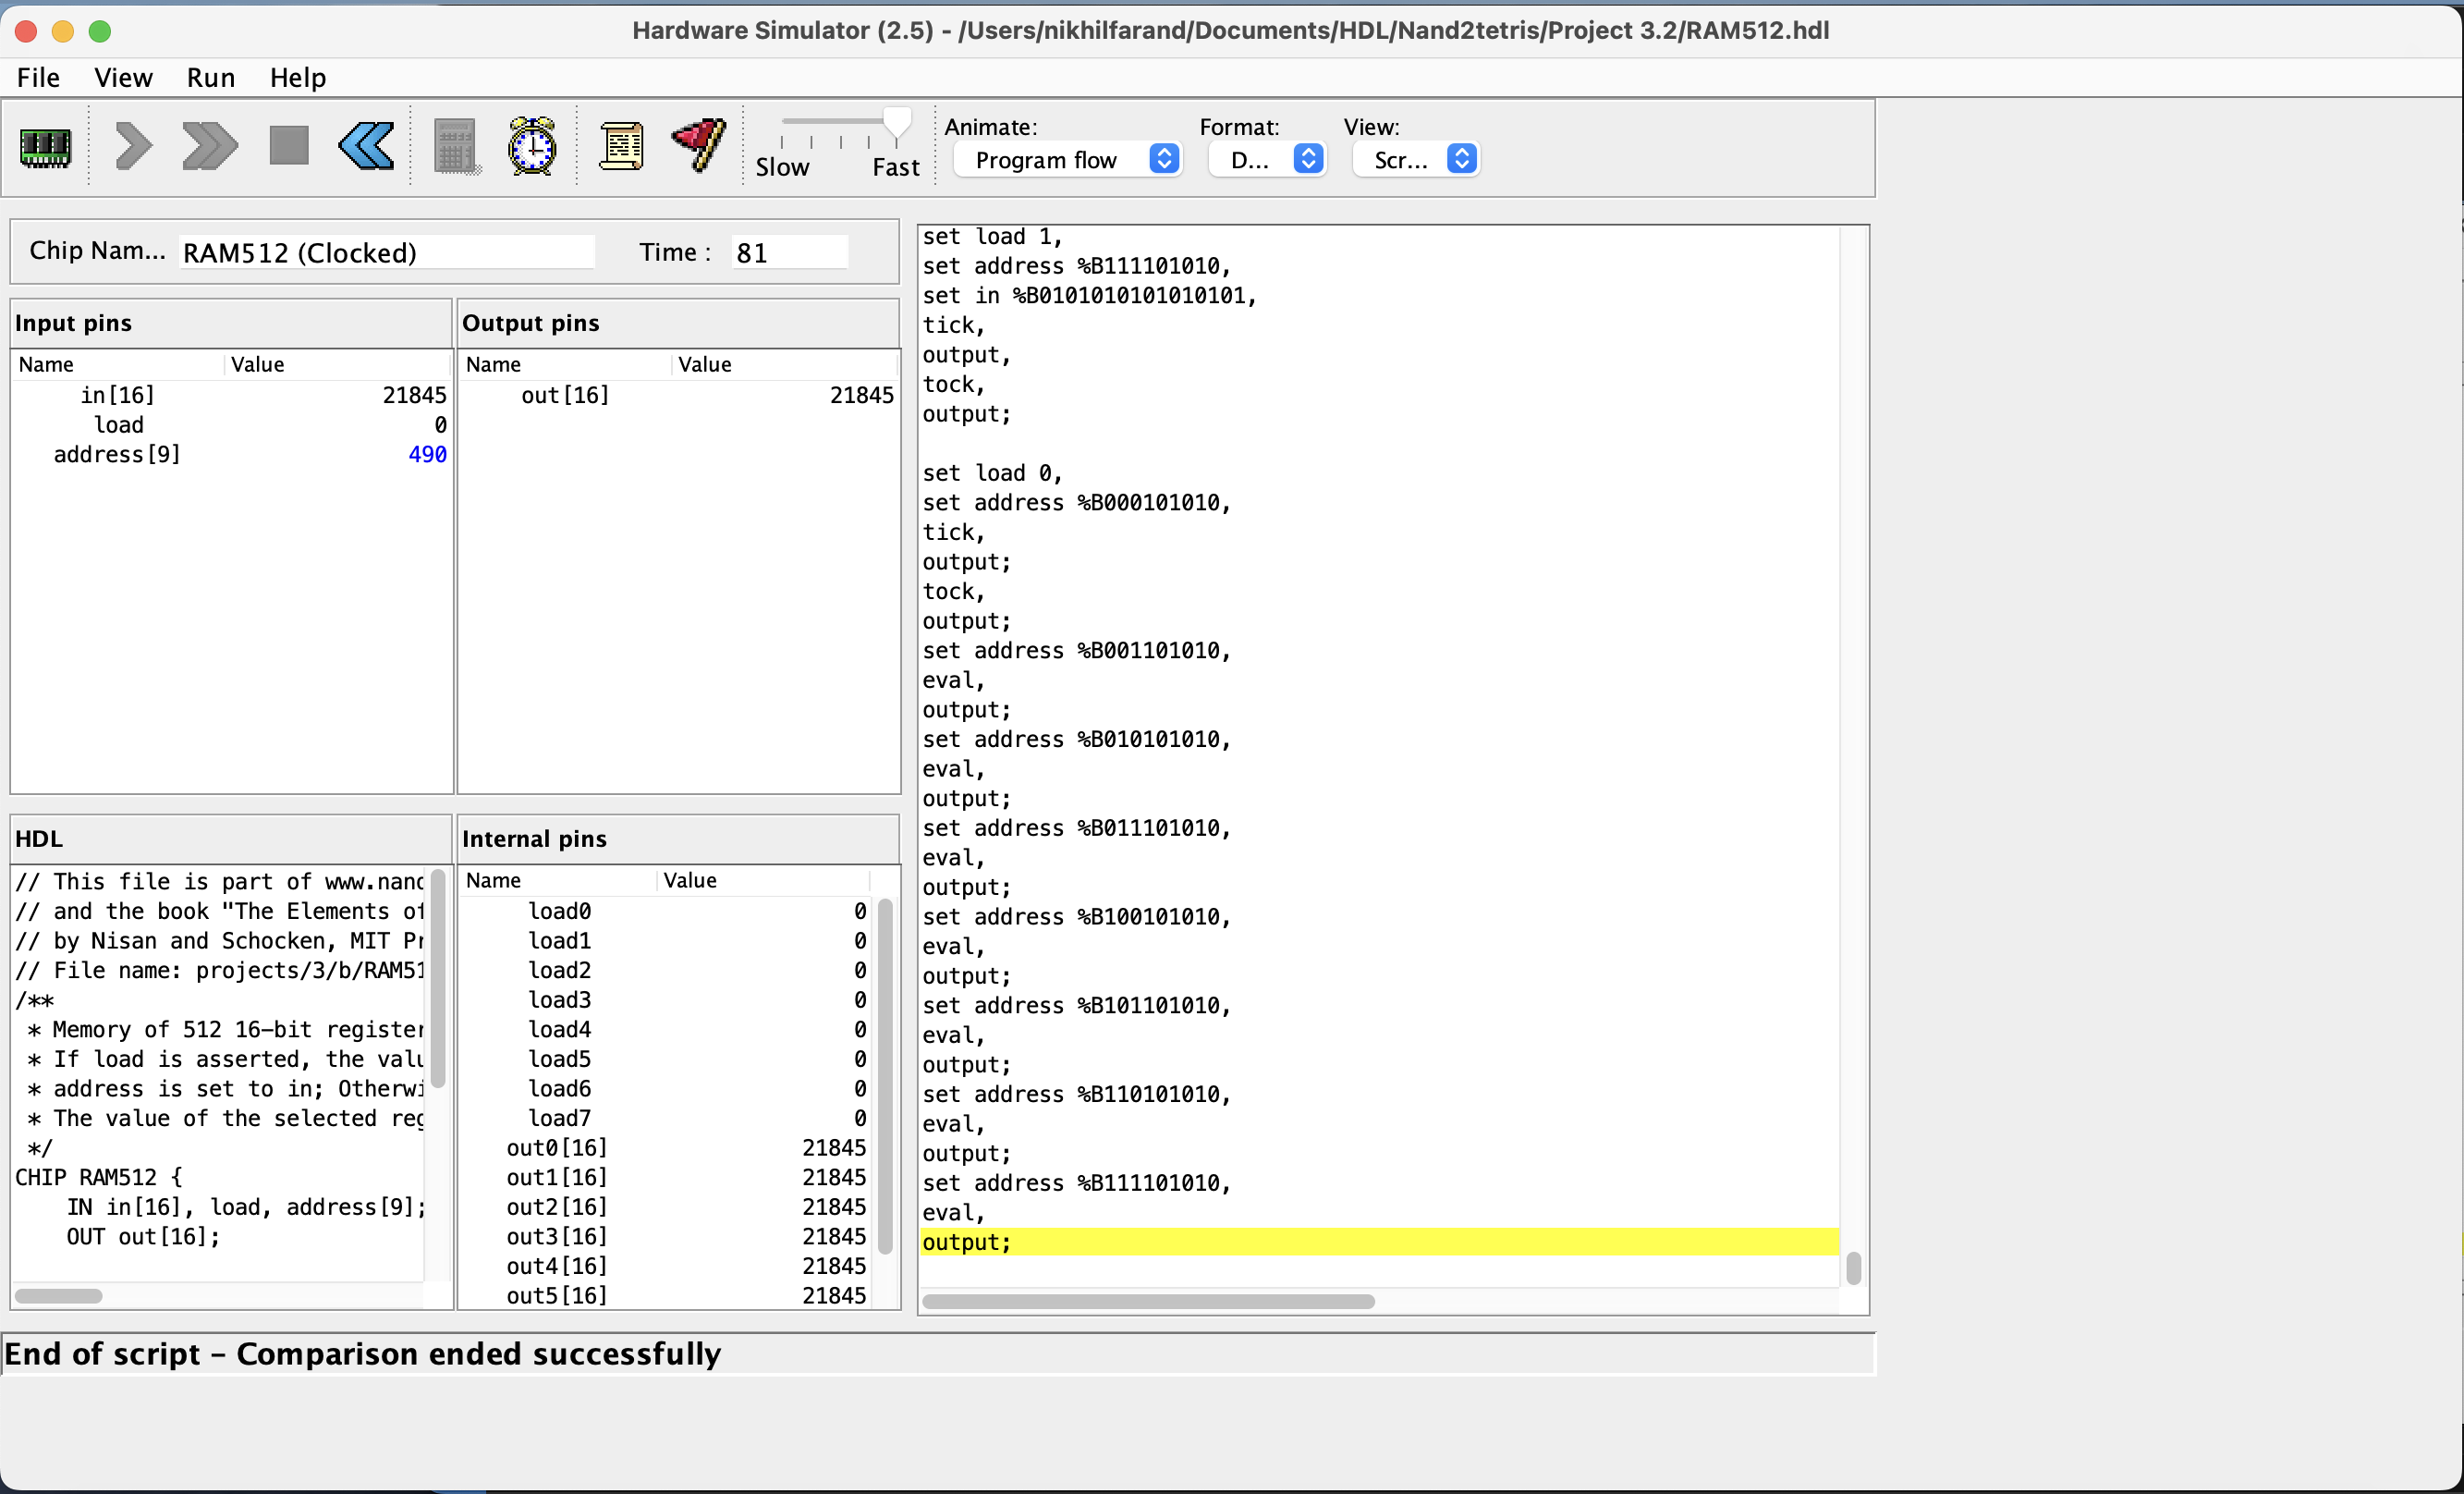 Hardware Simulator (2.5) - /Users/nikhilfarand/Documents/HDL/Nand2tetris/Project 3.2/RAM512.hdl
File View Run Help
Slow Fast
Animate: Format: View:
Program flow D... Scr...
Chip Nam... RAM512 (Clocked) Time : 81
Input pins
Name Value
in[16] 21845
load 0
address[9] 490
Output pins
Name Value
out[16] 21845
HDL
// This file is part of www.nand
// and the book "The Elements of
// by Nisan and Schocken, MIT Pr
// File name: projects/3/b/RAM51
/**
* Memory of 512 16-bit register
* If load is asserted, the valu
* address is set to in; Otherwi
* The value of the selected reg
*/
CHIP RAM512 {
IN in[16], load, address[9];
OUT out[16];
Internal pins
Name Value
load0 0
load1 0
load2 0
load3 0
load4 0
load5 0
load6 0
load7 0
out0[16] 21845
out1[16] 21845
out2[16] 21845
out3[16] 21845
out4[16] 21845
out5[16] 21845
set load 1,
set address %B111101010,
set in %B0101010101010101,
tick,
output,
tock,
output;
set load 0,
set address %B000101010,
tick,
output;
tock,
output;
set address %B001101010,
eval,
output;
set address %B010101010,
eval,
output;
set address %B011101010,
eval,
output;
set address %B100101010,
eval,
output;
set address %B101101010,
eval,
output;
set address %B110101010,
eval,
output;
set address %B111101010,
eval,
output;
End of script - Comparison ended successfully